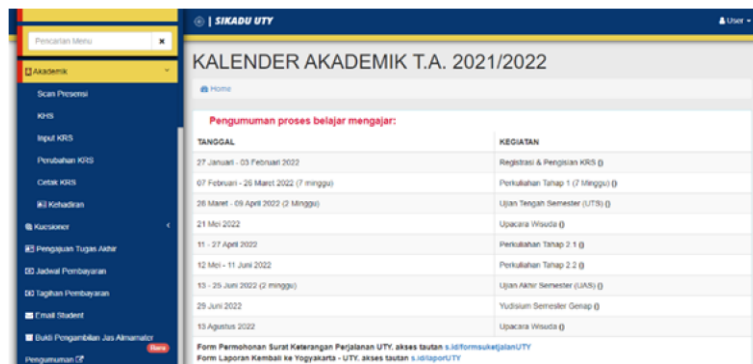 | SIKADU UTY
User
Pencarian Menu
x
Akademik
Scan Presensi
KHS
Input KRS
Perubahan KRS
Cetak KRS
Kehadiran
Kuesioner
Pengajuan Tugas Akhir
Jadwal Pembayaran
Tagihan Pembayaran
Email Student
Bukti Pengambilan Jas Almamater
Baru
Pengumuman
KALENDER AKADEMIK T.A. 2021/2022
Home
Pengumuman proses belajar mengajar:
TANGGAL KEGIATAN
27 Januari - 03 Februari 2022 Registrasi & Pengisian KRS ()
07 Februari - 26 Maret 2022 (7 minggu) Perkuliahan Tahap 1 (7 Minggu) ()
28 Maret - 09 April 2022 (2 Minggu) Ujian Tengah Semester (UTS) ()
21 Mei 2022 Upacara Wisuda ()
11 - 27 April 2022 Perkuliahan Tahap 2.1 ()
12 Mei - 11 Juni 2022 Perkuliahan Tahap 2.2 ()
13 - 25 Juni 2022 (2 minggu) Ujian Akhir Semester (UAS) ()
29 Juni 2022 Yudisium Semester Genap ()
13 Agustus 2022 Upacara Wisuda ()
Form Permohonan Surat Keterangan Perjalanan UTY, akses tautan s.id/formsuketjalanUTY
Form Laporan Kembali ke Yogyakarta - UTY, akses tautan s.id/laporUTY